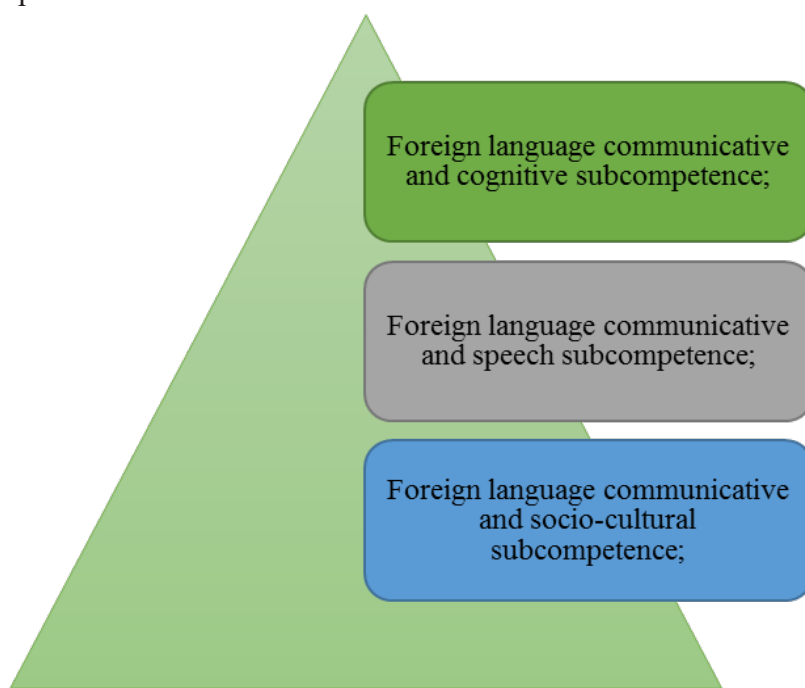 Foreign language communicative
and cognitive subcompetence;
Foreign language communicative
and speech subcompetence;
Foreign language communicative
and socio-cultural
subcompetence;